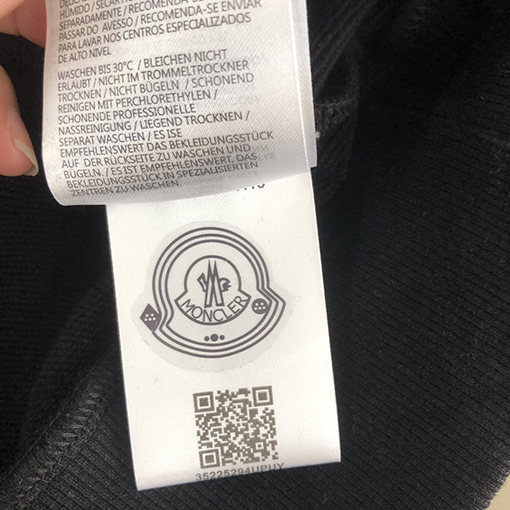 HÚMIDO / SECAR
SEPARADAMENTE / RECOMENDA-SE
PASSAR DO AVESSO / RECOMENDA-SE ENVIAR
PARA LAVAR NOS CENTROS ESPECIALIZADOS
DE ALTO NIVEL
WASCHEN BIS 30°C / BLEICHEN NICHT
ERLAUBT / NICHT IM TROMMELTROCKNER
TROCKNEN / NICHT BÜGELN / SCHONEND
REINIGEN MIT PERCHLORETHYLEN /
SCHONENDE PROFESSIONELLE
NASSREINIGUNG / LIEGEND TROCKNEN /
SEPARAT WASCHEN / ES ISE
EMPFEHLENSWERT DAS BEKLEIDUNGSSTÜCK
AUF DER RÜCKSEITE ZU WASCHEN UND
BÜGELN. / ES IST EMPFEHLENSWERT, DAS
BEKLEIDUNGSSTÜCK IN SPEZIALISIERTEN
ZENTREN ZU WASCHEN.
MONCLER
35225294UPUY